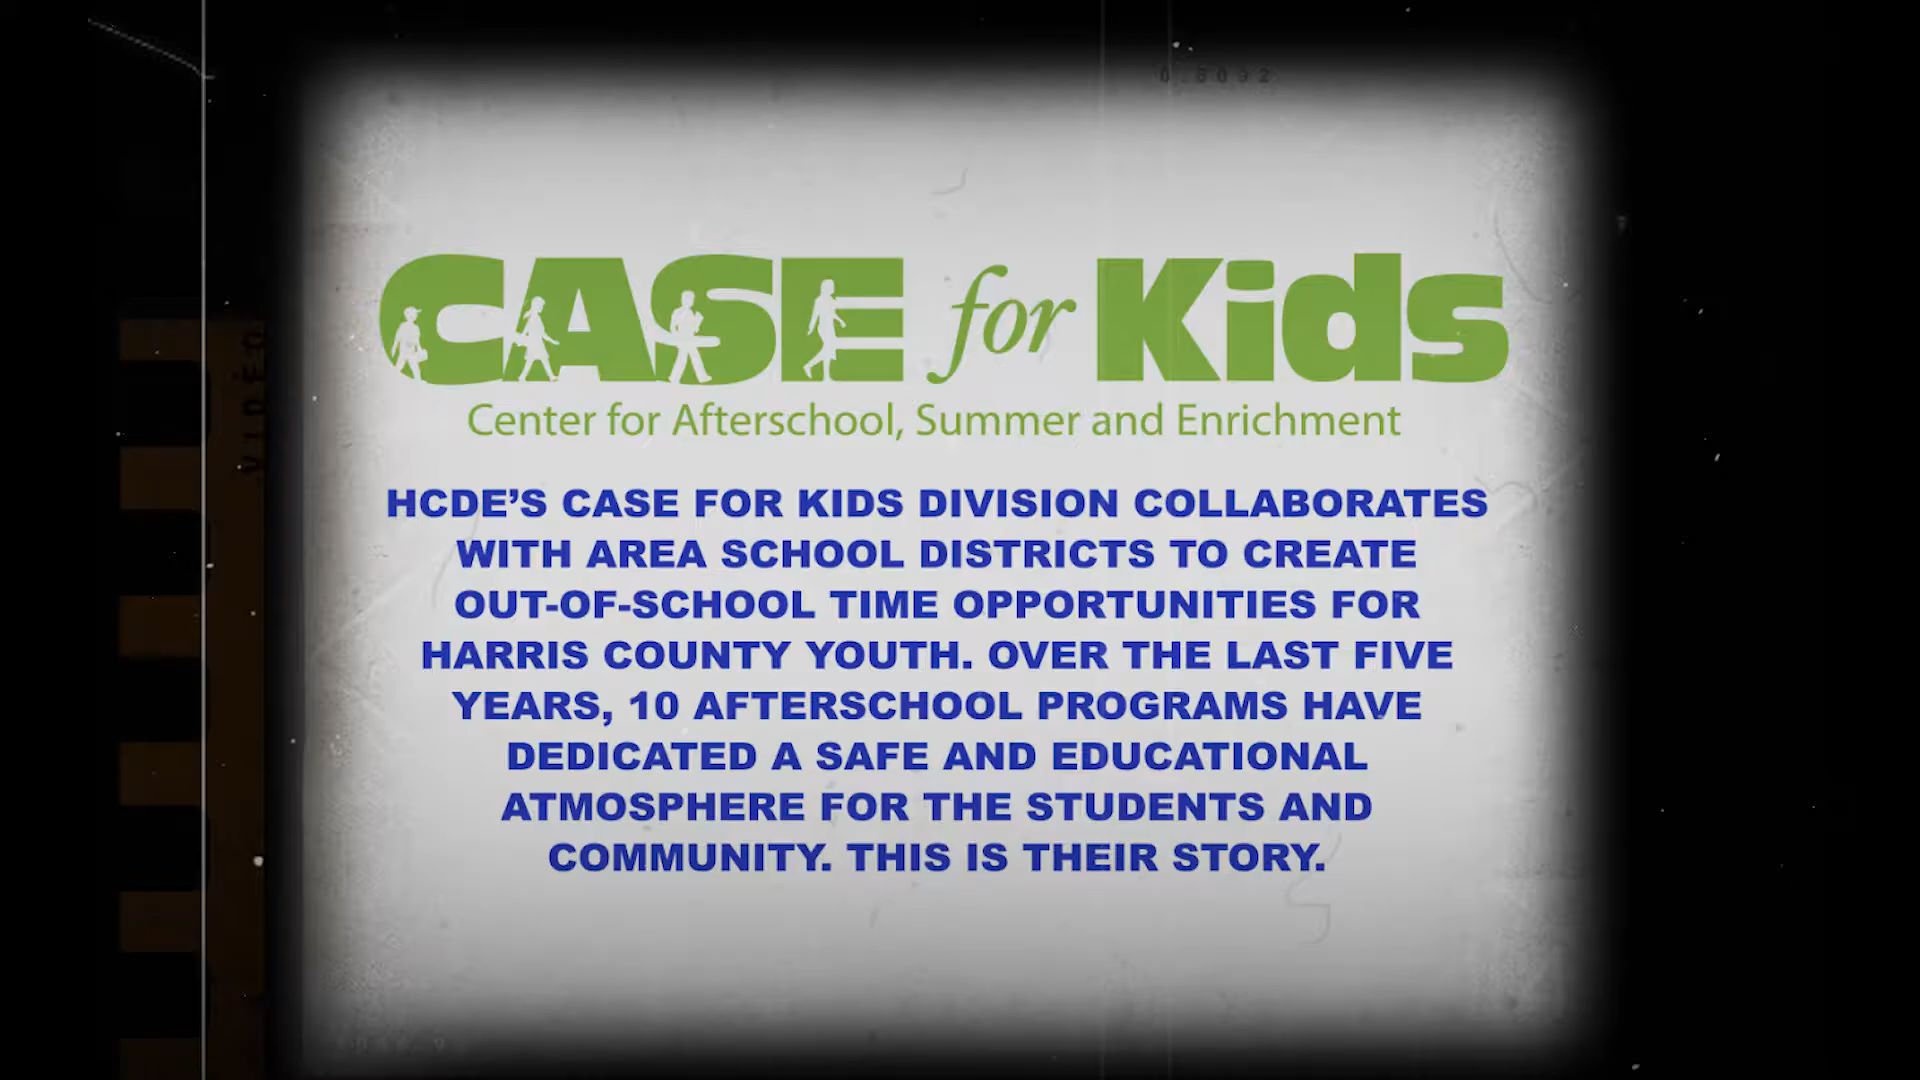 CASE for Kids
Center for Afterschool, Summer and Enrichment
HCDE’S CASE FOR KIDS DIVISION COLLABORATES
WITH AREA SCHOOL DISTRICTS TO CREATE
OUT-OF-SCHOOL TIME OPPORTUNITIES FOR
HARRIS COUNTY YOUTH. OVER THE LAST FIVE
YEARS, 10 AFTERSCHOOL PROGRAMS HAVE
DEDICATED A SAFE AND EDUCATIONAL
ATMOSPHERE FOR THE STUDENTS AND
COMMUNITY. THIS IS THEIR STORY.
VIDEO